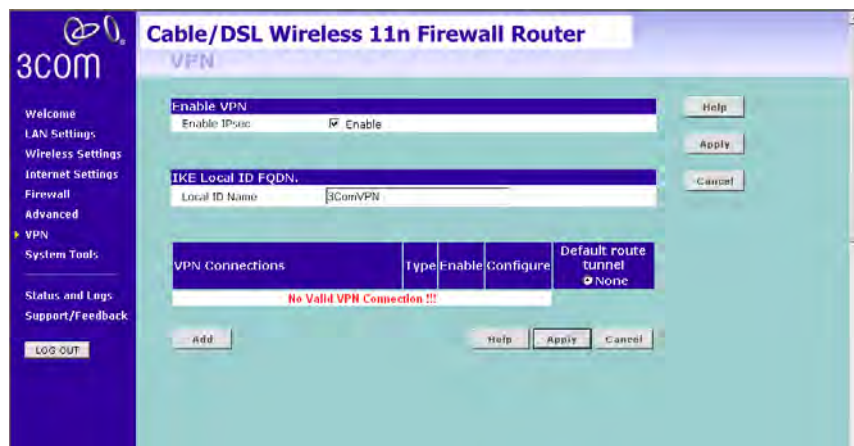 3COM
Cable/DSL Wireless 11n Firewall Router
VPN
Welcome
LAN Settings
Wireless Settings
Internet Settings
Firewall
Advanced
VPN
System Tools
Status and Logs
Support/Feedback
LOG OUT
Enable VPN
Enable IPsec
Enable
IKE Local ID FQDN.
Local ID Name
3ComVPN
VPN Connections
Type
Enable
Configure
Default route
tunnel
None
No Valid VPN Connection !!!
Add
Help
Apply
Cancel
Help
Apply
Cancel